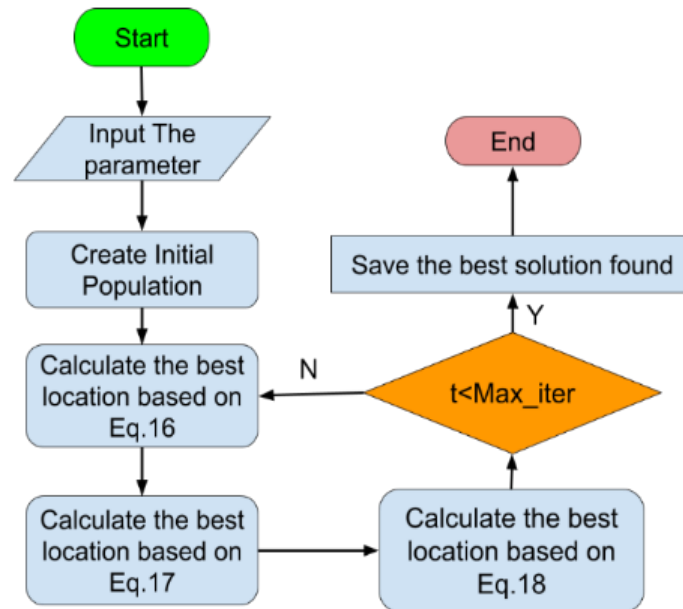 Start
Input The
parameter
Create Initial
Population
Calculate the best
location based on
Eq.16
Calculate the best
location based on
Eq.17
Calculate the best
location based on
Eq.18
t<Max_iter
N
Y
Save the best solution found
End